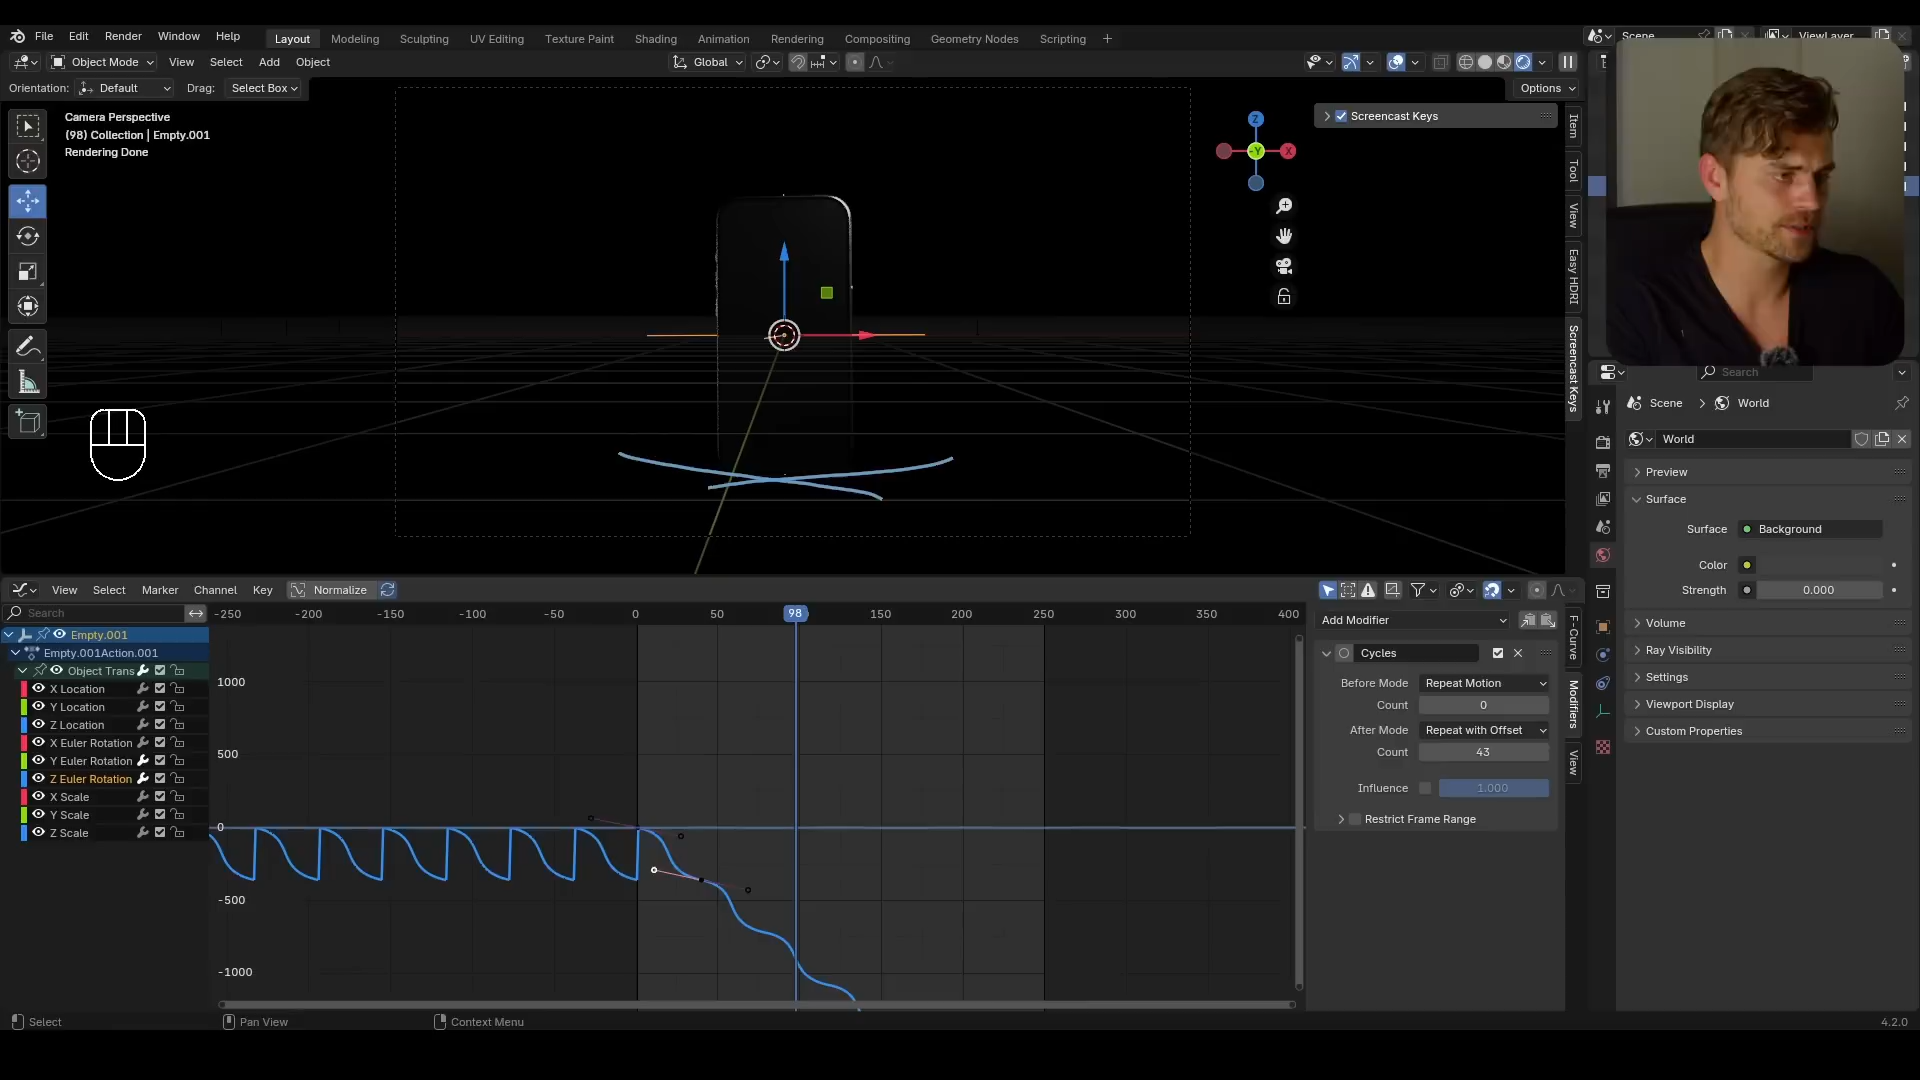 File Edit Render Window Help Layout Modeling Sculpting UV Editing Texture Paint Shading Animation Rendering Compositing Geometry Nodes Scripting + Scene ViewLayer
Object Mode View Select Add Object Global
Orientation: Default Drag: Select Box Options
Camera Perspective
(98) Collection | Empty.001
Rendering Done
Z
-Y
X
Screencast Keys
Item
Tool
View
Easy HDRI
Screencast Keys
Search
Scene > World
World
Preview
Surface
Surface Background
Color
Strength 0.000
Volume
Ray Visibility
Settings
Viewport Display
Custom Properties
View Select Marker Channel Key Normalize
Search
-250 -200 -150 -100 -50 0 50 98 150 200 250 300 350 400
Empty.001
Empty.001Action.001
Object Trans
X Location
Y Location
Z Location
X Euler Rotation
Y Euler Rotation
Z Euler Rotation
X Scale
Y Scale
Z Scale
1000
500
0
-500
-1000
Add Modifier
Cycles
Before Mode Repeat Motion
Count 0
After Mode Repeat with Offset
Count 43
Influence 1.000
Restrict Frame Range
F-Curve
Modifiers
View
Select Pan View Context Menu 4.2.0